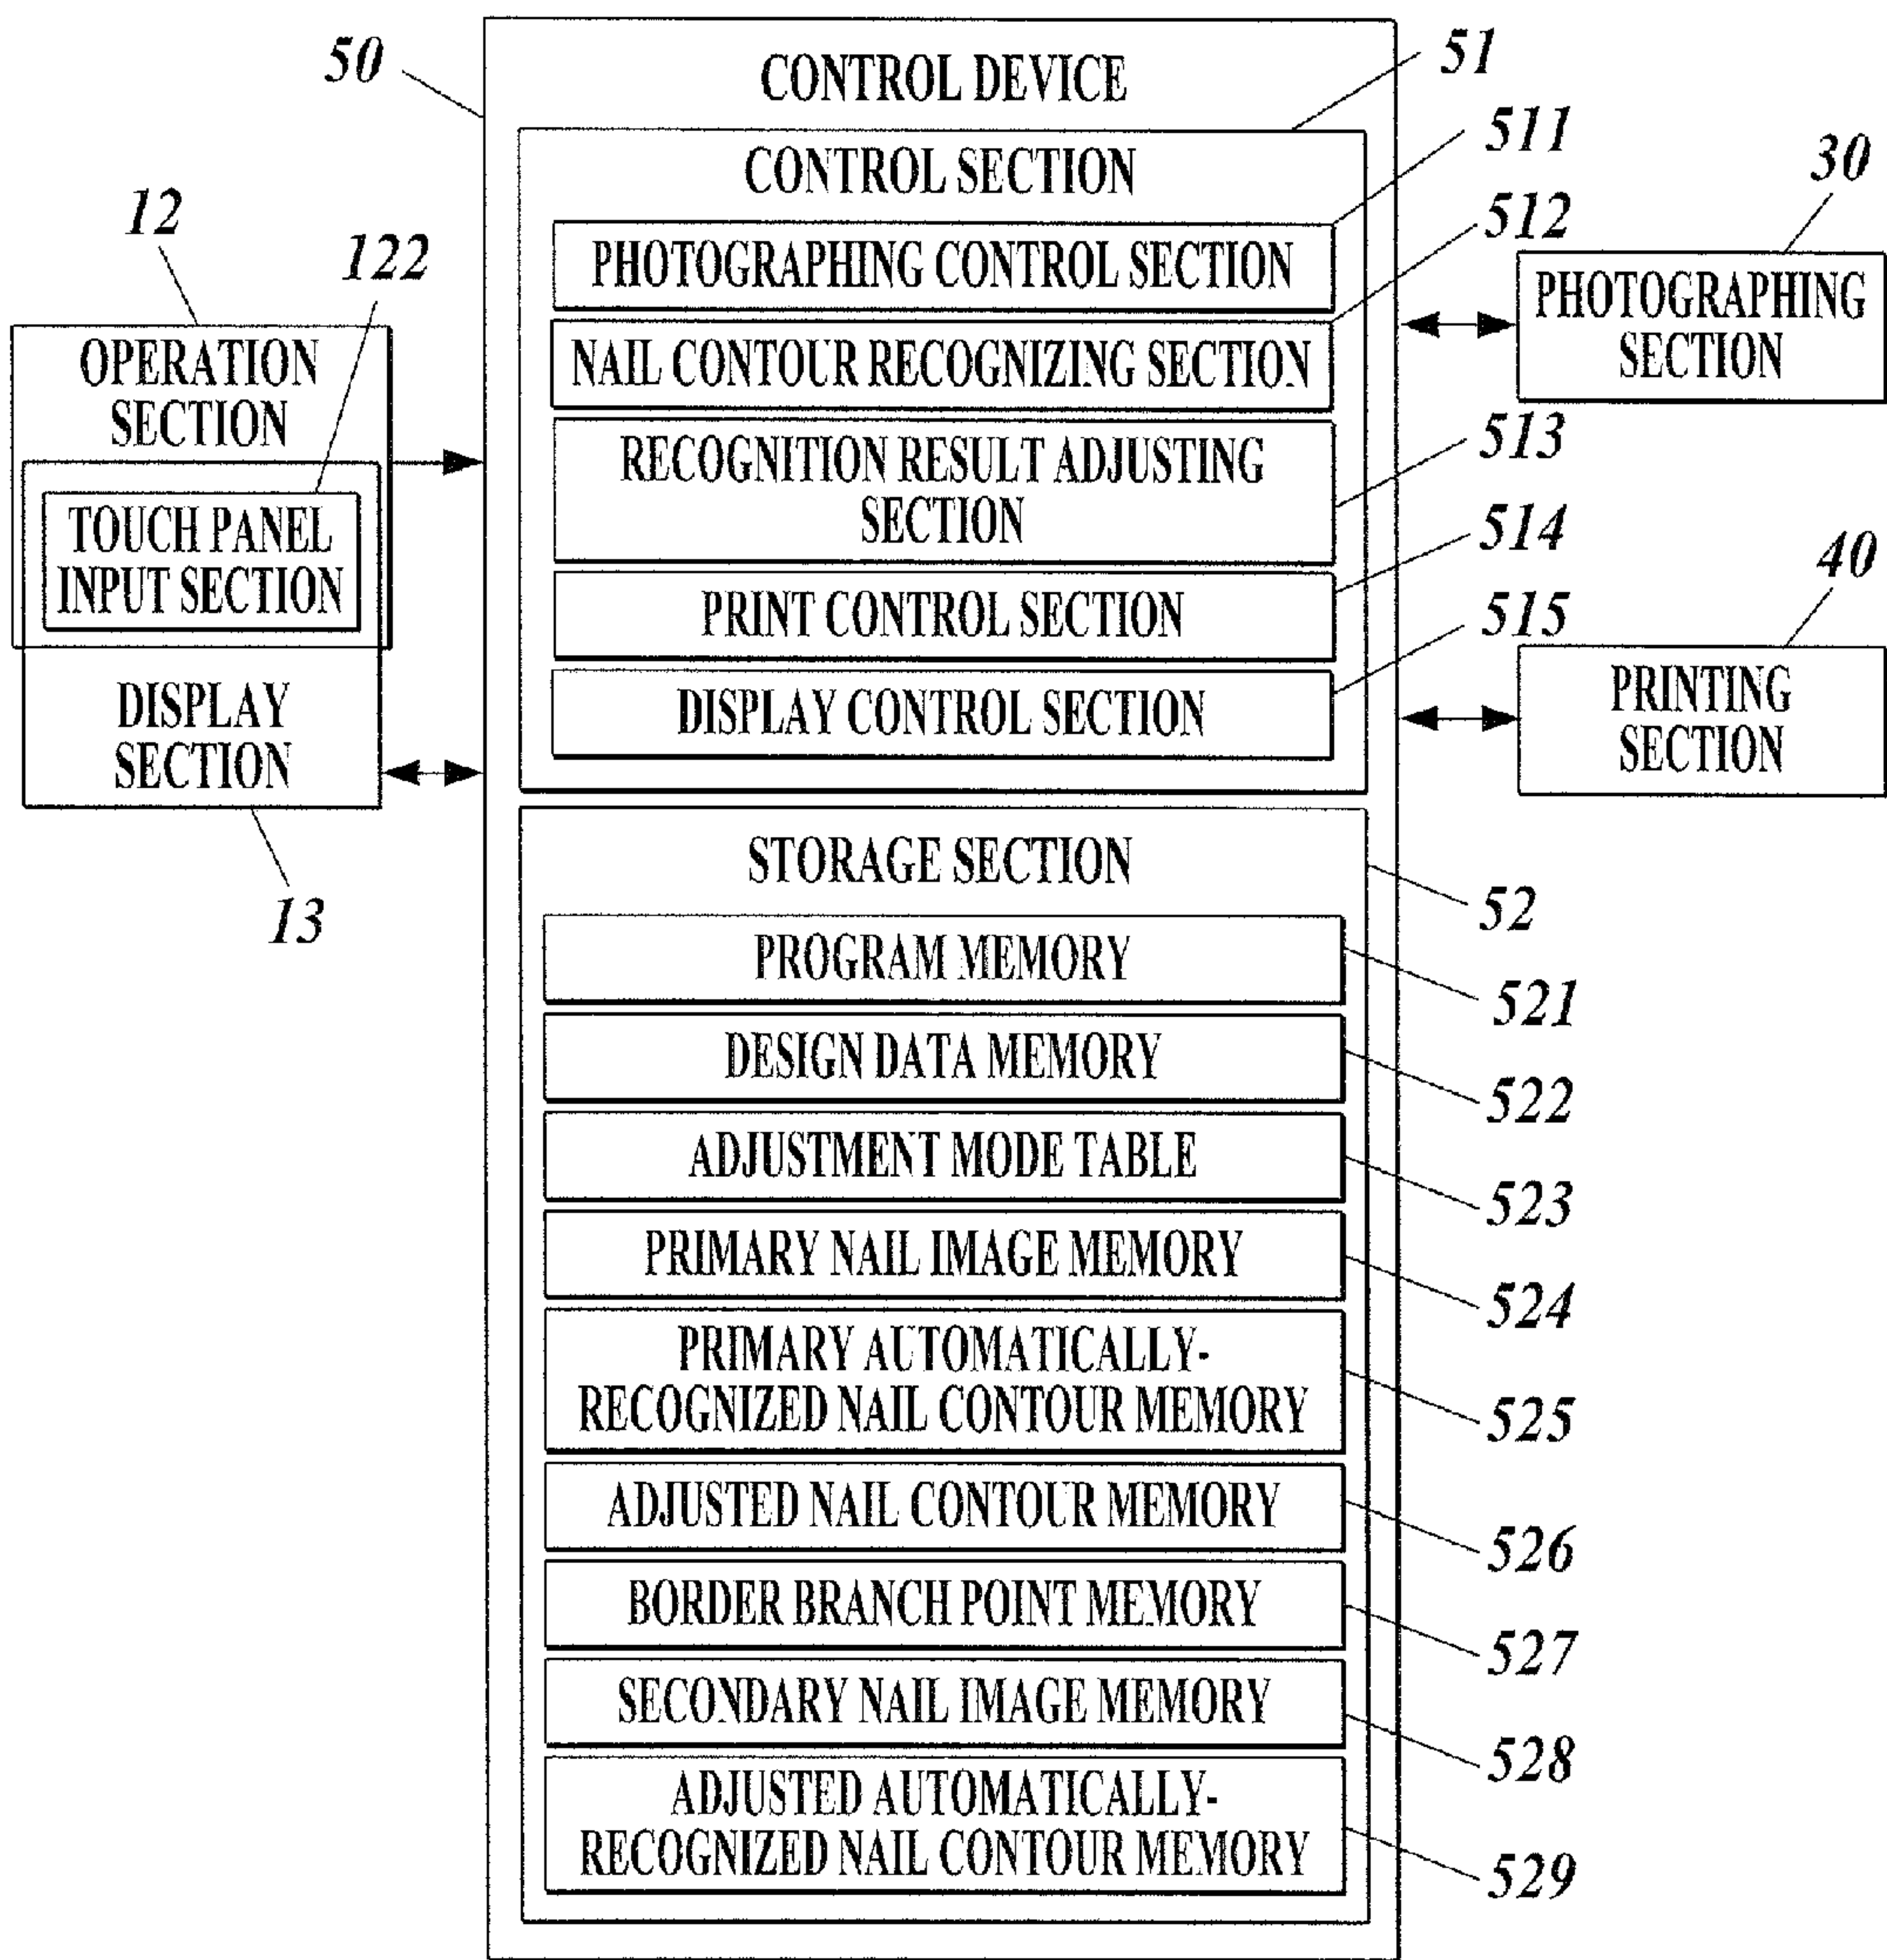 50
CONTROL DEVICE
51
CONTROL SECTION
511
PHOTOGRAPHING CONTROL SECTION
512
NAIL CONTOUR RECOGNIZING SECTION
RECOGNITION RESULT ADJUSTING
SECTION
513
PRINT CONTROL SECTION
514
DISPLAY CONTROL SECTION
515
12
122
OPERATION
SECTION
TOUCH PANEL
INPUT SECTION
DISPLAY
SECTION
13
30
PHOTOGRAPHING
SECTION
40
PRINTING
SECTION
STORAGE SECTION
52
PROGRAM MEMORY
521
DESIGN DATA MEMORY
522
ADJUSTMENT MODE TABLE
523
PRIMARY NAIL IMAGE MEMORY
524
PRIMARY AUTOMATICALLY-
RECOGNIZED NAIL CONTOUR MEMORY
525
ADJUSTED NAIL CONTOUR MEMORY
526
BORDER BRANCH POINT MEMORY
527
SECONDARY NAIL IMAGE MEMORY
528
ADJUSTED AUTOMATICALLY-
RECOGNIZED NAIL CONTOUR MEMORY
529